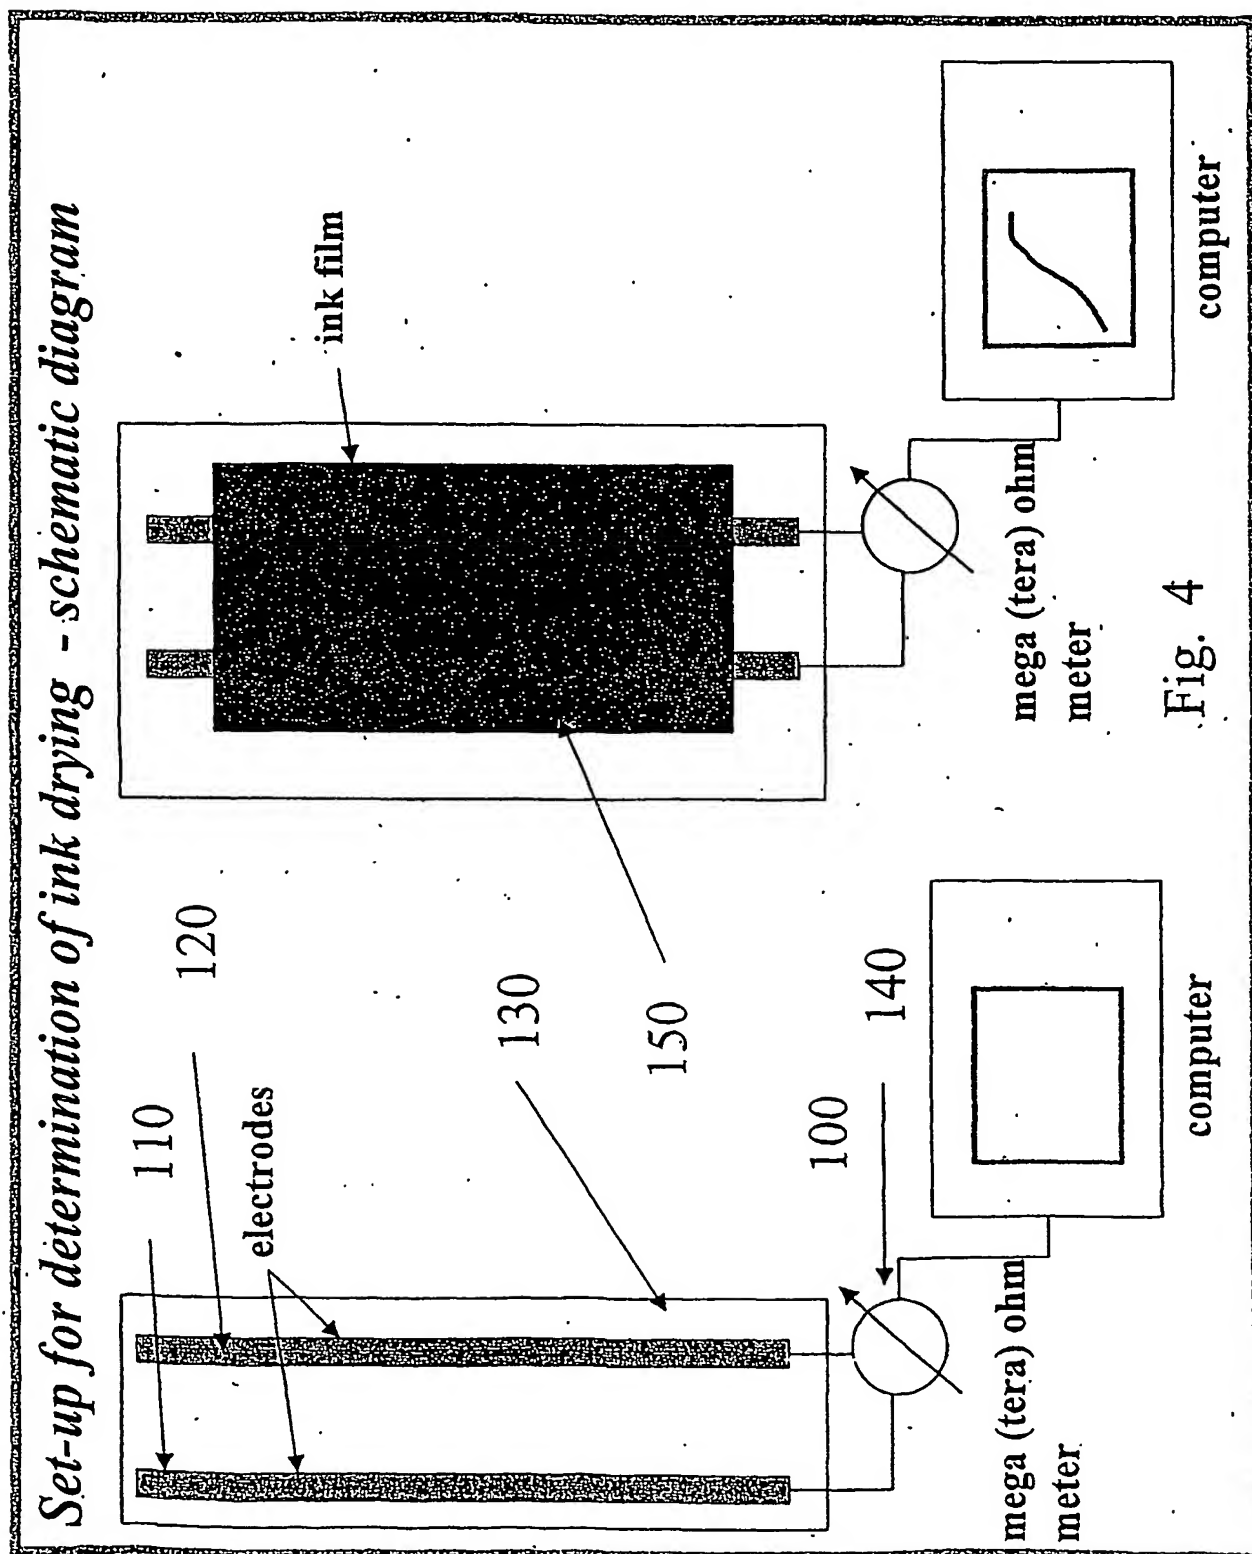 Set-up for determination of ink drying - schematic diagram
110
120
electrodes
130
150
100
140
mega (tera) ohm
meter
computer
ink film
mega (tera) ohm
meter
computer
Fig. 4